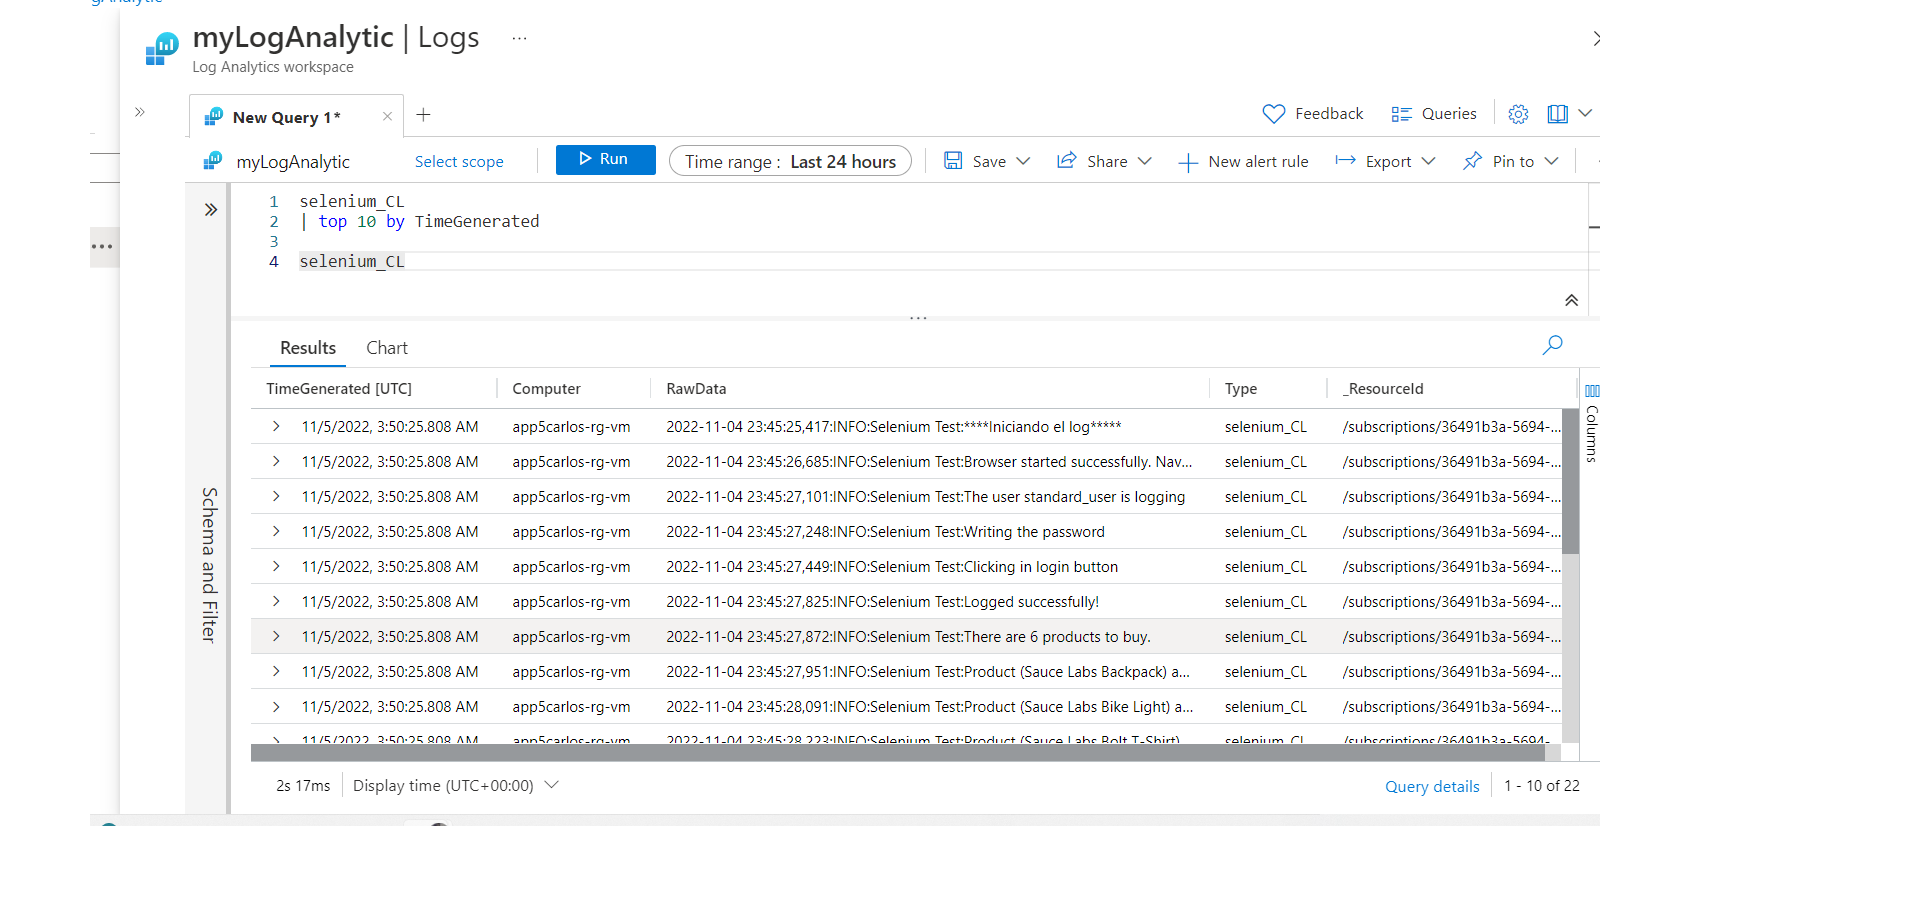 myLogAnalytic | Logs ...
Log Analytics workspace
New Query 1*
Feedback
Queries
myLogAnalytic
Select scope
Run
Time range : Last 24 hours
Save
Share
New alert rule
Export
Pin to
1 selenium_CL
2 | top 10 by TimeGenerated
3
4 selenium_CL
Schema and Filter
Results Chart
TimeGenerated [UTC] Computer RawData Type _ResourceId
Columns
11/5/2022, 3:50:25.808 AM app5carlos-rg-vm 2022-11-04 23:45:25,417:INFO:Selenium Test:****Iniciando el log***** selenium_CL /subscriptions/36491b3a-5694-...
11/5/2022, 3:50:25.808 AM app5carlos-rg-vm 2022-11-04 23:45:26,685:INFO:Selenium Test:Browser started successfully. Nav... selenium_CL /subscriptions/36491b3a-5694-...
11/5/2022, 3:50:25.808 AM app5carlos-rg-vm 2022-11-04 23:45:27,101:INFO:Selenium Test:The user standard_user is logging selenium_CL /subscriptions/36491b3a-5694-...
11/5/2022, 3:50:25.808 AM app5carlos-rg-vm 2022-11-04 23:45:27,248:INFO:Selenium Test:Writing the password selenium_CL /subscriptions/36491b3a-5694-...
11/5/2022, 3:50:25.808 AM app5carlos-rg-vm 2022-11-04 23:45:27,449:INFO:Selenium Test:Clicking in login button selenium_CL /subscriptions/36491b3a-5694-...
11/5/2022, 3:50:25.808 AM app5carlos-rg-vm 2022-11-04 23:45:27,825:INFO:Selenium Test:Logged successfully! selenium_CL /subscriptions/36491b3a-5694-...
11/5/2022, 3:50:25.808 AM app5carlos-rg-vm 2022-11-04 23:45:27,872:INFO:Selenium Test:There are 6 products to buy. selenium_CL /subscriptions/36491b3a-5694-...
11/5/2022, 3:50:25.808 AM app5carlos-rg-vm 2022-11-04 23:45:27,951:INFO:Selenium Test:Product (Sauce Labs Backpack) a... selenium_CL /subscriptions/36491b3a-5694-...
11/5/2022, 3:50:25.808 AM app5carlos-rg-vm 2022-11-04 23:45:28,091:INFO:Selenium Test:Product (Sauce Labs Bike Light) a... selenium_CL /subscriptions/36491b3a-5694-...
11/5/2022, 3:50:25.808 AM app5carlos-rg-vm 2022-11-04 23:45:28,223:INFO:Selenium Test:Product (Sauce Labs Bolt T-Shirt) selenium_CL /subscriptions/36491b3a-5694-
2s 17ms Display time (UTC+00:00) Query details 1 - 10 of 22